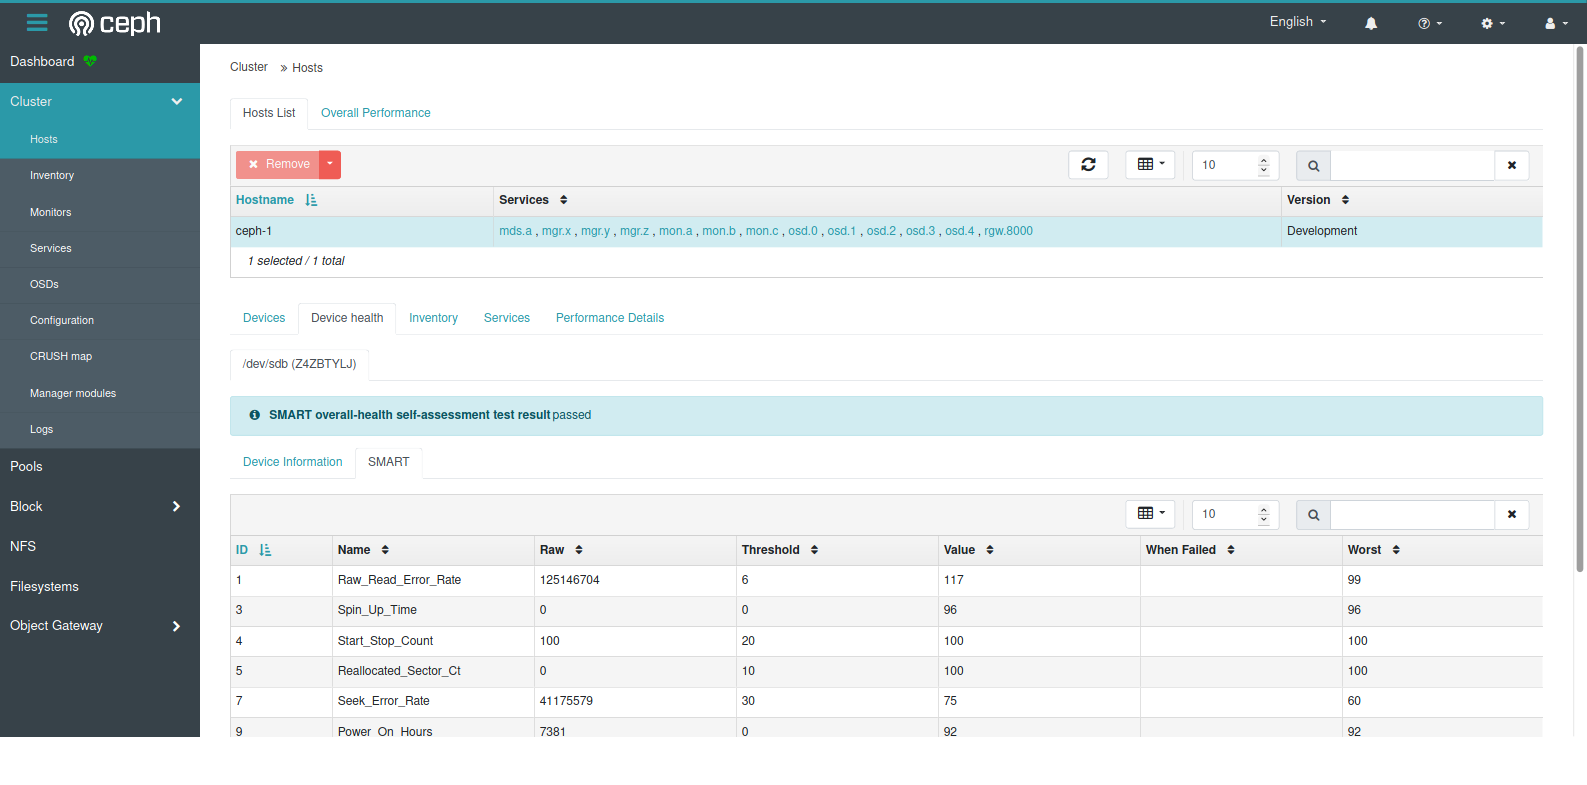 ceph
English
Dashboard
Cluster
Hosts
Inventory
Monitors
Services
OSDs
Configuration
CRUSH map
Manager modules
Logs
Pools
Block
NFS
Filesystems
Object Gateway
Cluster » Hosts
Hosts List Overall Performance
Remove 10
Hostname Services Version
ceph-1 mds.a , mgr.x , mgr.y , mgr.z , mon.a , mon.b , mon.c , osd.0 , osd.1 , osd.2 , osd.3 , osd.4 , rgw.8000 Development
1 selected / 1 total
Devices Device health Inventory Services Performance Details
/dev/sdb (Z4ZBTYLJ)
SMART overall-health self-assessment test result passed
Device Information SMART
10
ID Name Raw Threshold Value When Failed Worst
1 Raw_Read_Error_Rate 125146704 6 117 99
3 Spin_Up_Time 0 0 96 96
4 Start_Stop_Count 100 20 100 100
5 Reallocated_Sector_Ct 0 10 100 100
7 Seek_Error_Rate 41175579 30 75 60
9 Power_On_Hours 7381 0 92 92